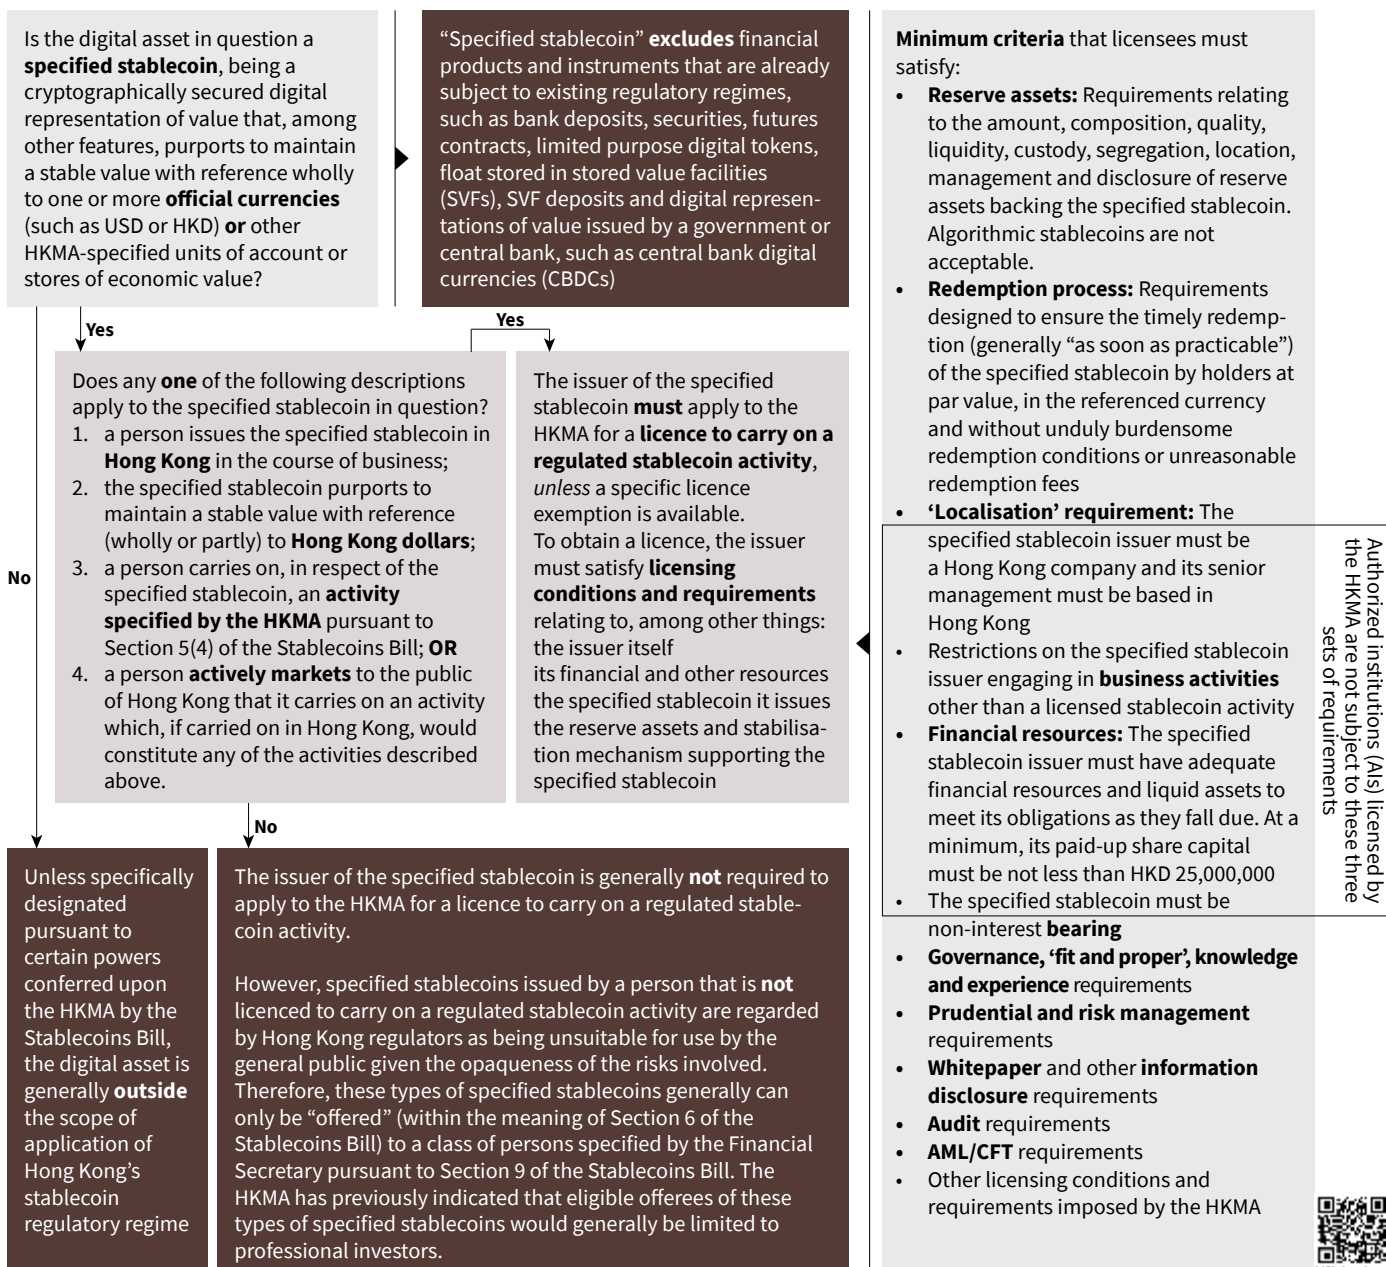 Is the digital asset in question a
specified stablecoin, being a
cryptographically secured digital
representation of value that, among
other features, purports to maintain
a stable value with reference wholly
to one or more official currencies
(such as USD or HKD) or other
HKMA-specified units of account or
stores of economic value?
“Specified stablecoin” excludes financial
products and instruments that are already
subject to existing regulatory regimes,
such as bank deposits, securities, futures
contracts, limited purpose digital tokens,
float stored in stored value facilities
(SVFs), SVF deposits and digital represen-
tations of value issued by a government or
central bank, such as central bank digital
currencies (CBDCs)
Yes
Yes
No
Does any one of the following descriptions
apply to the specified stablecoin in question?
1. a person issues the specified stablecoin in
Hong Kong in the course of business;
2. the specified stablecoin purports to
maintain a stable value with reference
(wholly or partly) to Hong Kong dollars;
3. a person carries on, in respect of the
specified stablecoin, an activity
specified by the HKMA pursuant to
Section 5(4) of the Stablecoins Bill; OR
4. a person actively markets to the public
of Hong Kong that it carries on an activity
which, if carried on in Hong Kong, would
constitute any of the activities described
above.
The issuer of the specified
stablecoin must apply to the
HKMA for a licence to carry on a
regulated stablecoin activity,
unless a specific licence
exemption is available.
To obtain a licence, the issuer
must satisfy licensing
conditions and requirements
relating to, among other things:
the issuer itself
its financial and other resources
the specified stablecoin it issues
the reserve assets and stabilisa-
tion mechanism supporting the
specified stablecoin
No
Unless specifically
designated
pursuant to
certain powers
conferred upon
the HKMA by the
Stablecoins Bill,
the digital asset is
generally outside
the scope of
application of
Hong Kong’s
stablecoin
regulatory regime
The issuer of the specified stablecoin is generally not required to
apply to the HKMA for a licence to carry on a regulated stable-
coin activity.
However, specified stablecoins issued by a person that is not
licenced to carry on a regulated stablecoin activity are regarded
by Hong Kong regulators as being unsuitable for use by the
general public given the opaqueness of the risks involved.
Therefore, these types of specified stablecoins generally can
only be “offered” (within the meaning of Section 6 of the
Stablecoins Bill) to a class of persons specified by the Financial
Secretary pursuant to Section 9 of the Stablecoins Bill. The
HKMA has previously indicated that eligible offerees of these
types of specified stablecoins would generally be limited to
professional investors.
Minimum criteria that licensees must
satisfy:
• Reserve assets: Requirements relating
to the amount, composition, quality,
liquidity, custody, segregation, location,
management and disclosure of reserve
assets backing the specified stablecoin.
Algorithmic stablecoins are not
acceptable.
• Redemption process: Requirements
designed to ensure the timely redemp-
tion (generally “as soon as practicable”)
of the specified stablecoin by holders at
par value, in the referenced currency
and without unduly burdensome
redemption conditions or unreasonable
redemption fees
• ‘Localisation’ requirement: The
specified stablecoin issuer must be
a Hong Kong company and its senior
management must be based in
Hong Kong
• Restrictions on the specified stablecoin
issuer engaging in business activities
other than a licensed stablecoin activity
• Financial resources: The specified
stablecoin issuer must have adequate
financial resources and liquid assets to
meet its obligations as they fall due. At a
minimum, its paid-up share capital
must be not less than HKD 25,000,000
• The specified stablecoin must be
non-interest bearing
• Governance, ‘fit and proper’, knowledge
and experience requirements
• Prudential and risk management
requirements
• Whitepaper and other information
disclosure requirements
• Audit requirements
• AML/CFT requirements
• Other licensing conditions and
requirements imposed by the HKMA
Authorized institutions (AIs) licensed by
the HKMA are not subject to these three
sets of requirements